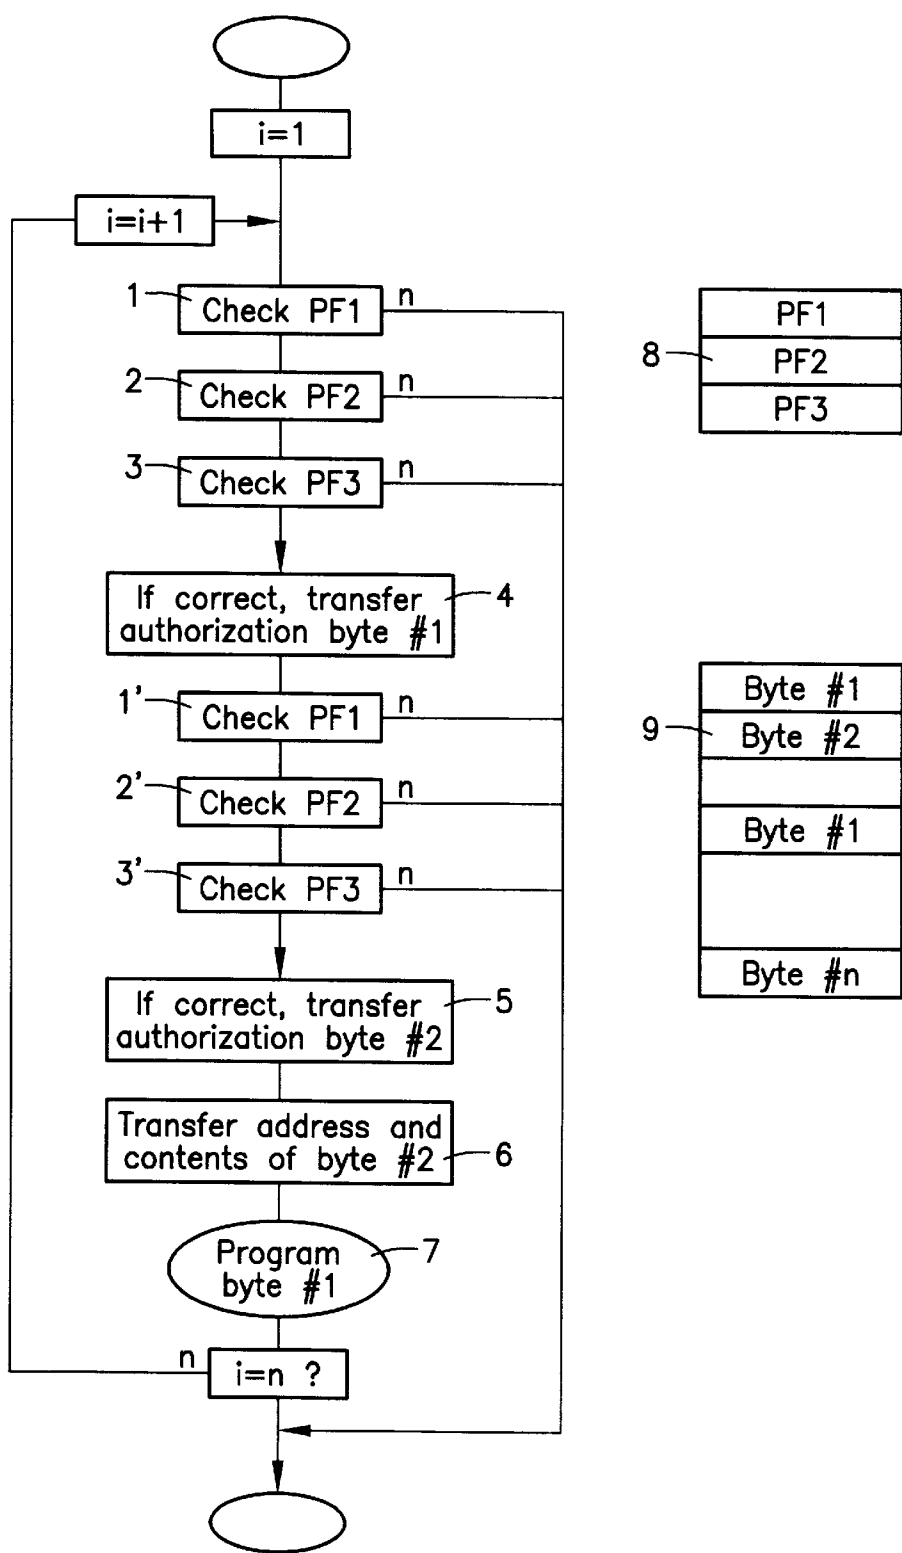 i=1
i=i+1
1
Check PF1
n
2
Check PF2
n
3
Check PF3
n
If correct, transfer
authorization byte #1
4
1'
Check PF1
n
2'
Check PF2
n
3'
Check PF3
n
If correct, transfer
authorization byte #2
5
Transfer address and
contents of byte #2
6
Program
byte #1
7
n
i=n ?
8
PF1
PF2
PF3
9
Byte #1
Byte #2
Byte #1
Byte #n